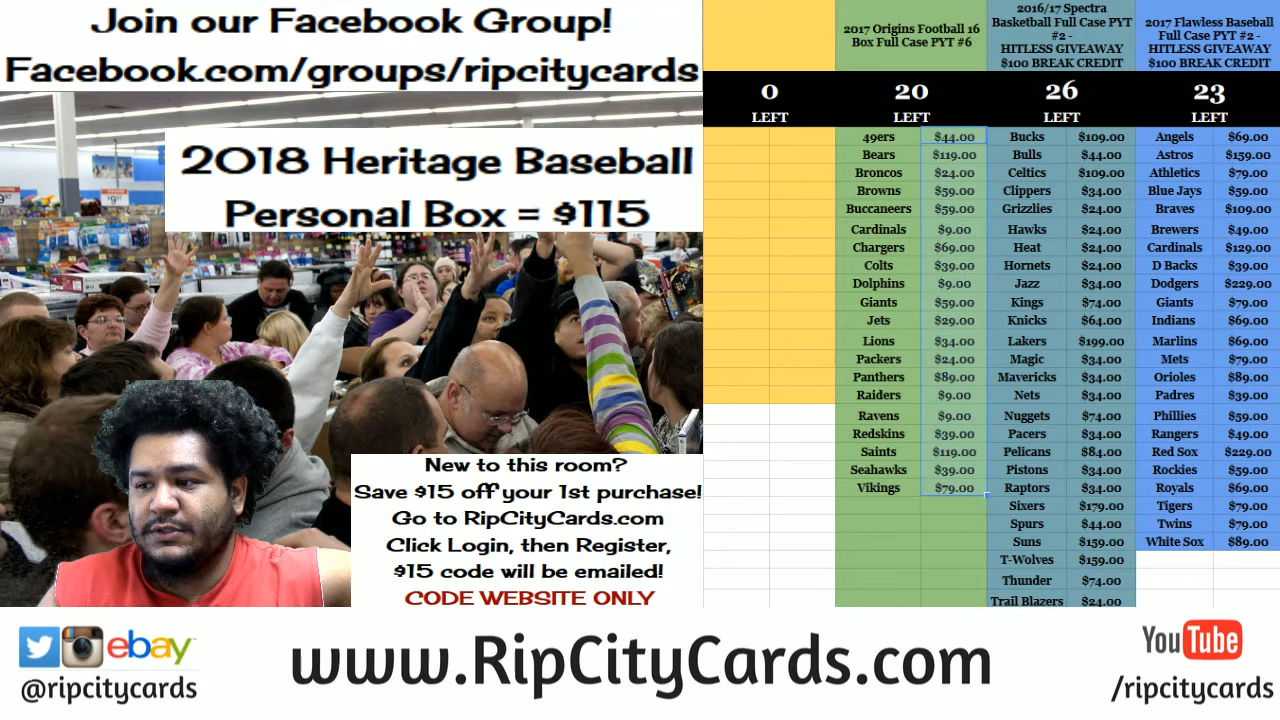 Join our Facebook Group!
Facebook.com/groups/ripcitycards
2018 Heritage Baseball
Personal Box = $115
New to this room?
Save $15 off your 1st purchase!
Go to RipCityCards.com
Click Login, then Register,
$15 code will be emailed!
CODE WEBSITE ONLY
2017 Origins Football 16
Box Full Case PYT #6
2016/17 Spectra
Basketball Full Case PYT
#2 -
HITLESS GIVEAWAY
$100 BREAK CREDIT
2017 Flawless Baseball
Full Case PYT #2 -
HITLESS GIVEAWAY
$100 BREAK CREDIT
0 20 26 23
LEFT LEFT LEFT LEFT
49ers $44.00 Bucks $109.00 Angels $69.00
Bears $119.00 Bulls $44.00 Astros $159.00
Broncos $24.00 Celtics $109.00 Athletics $79.00
Browns $59.00 Clippers $34.00 Blue Jays $59.00
Buccaneers $59.00 Grizzlies $24.00 Braves $109.00
Cardinals $9.00 Hawks $24.00 Brewers $49.00
Chargers $69.00 Heat $24.00 Cardinals $129.00
Colts $39.00 Hornets $24.00 D Backs $39.00
Dolphins $9.00 Jazz $34.00 Dodgers $229.00
Giants $59.00 Kings $74.00 Giants $79.00
Jets $29.00 Knicks $64.00 Indians $69.00
Lions $34.00 Lakers $199.00 Marlins $69.00
Packers $24.00 Magic $34.00 Mets $79.00
Panthers $89.00 Mavericks $34.00 Orioles $89.00
Raiders $9.00 Nets $34.00 Padres $39.00
Ravens $9.00 Nuggets $74.00 Phillies $59.00
Redskins $39.00 Pacers $34.00 Rangers $49.00
Saints $119.00 Pelicans $84.00 Red Sox $229.00
Seahawks $39.00 Pistons $34.00 Rockies $59.00
Vikings $79.00 Raptors $34.00 Royals $69.00
Sixers $179.00 Tigers $79.00
Spurs $44.00 Twins $79.00
Suns $159.00 White Sox $89.00
T-Wolves $159.00
Thunder $74.00
Trail Blazers $24.00
ebay
@ripcitycards
www.RipCityCards.com
YouTube
/ripcitycards